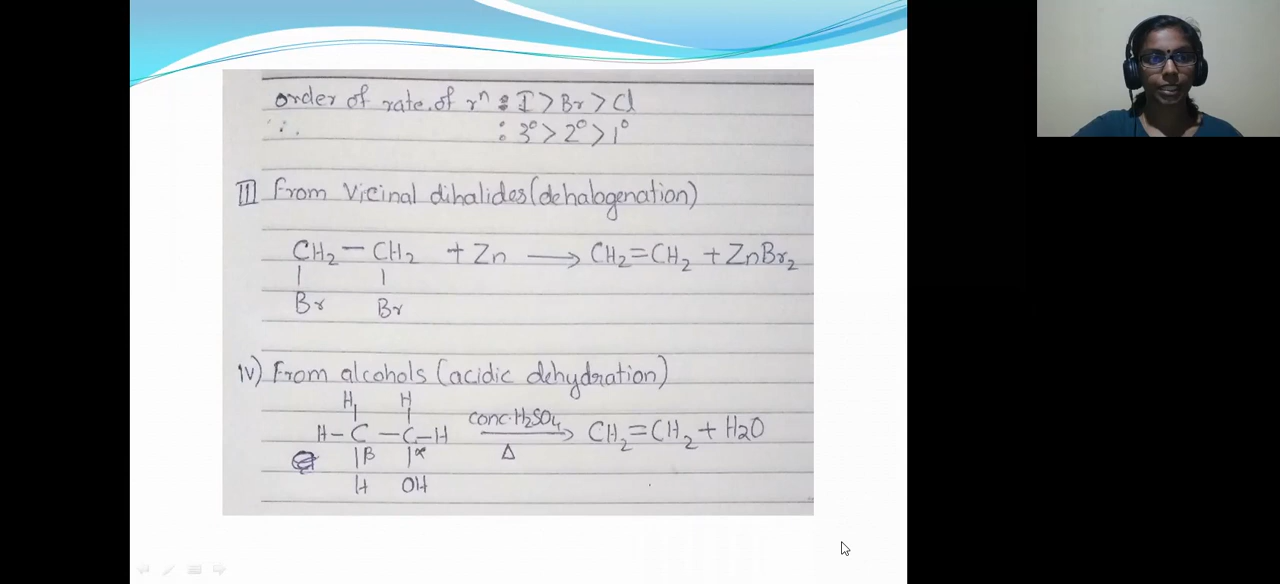 order of rate of rⁿ : I > Br > Cl
∴ : 3° > 2° > 1°
III From Vicinal dihalides (dehalogenation)
CH₂ – CH₂ + Zn ⟶ CH₂=CH₂ + ZnBr₂
| |
Br Br
IV) From alcohols (acidic dehydration)
H H
| |
H – C – C – H conc. H₂SO₄ ⟶ Δ CH₂=CH₂ + H₂O
|β |α
H OH